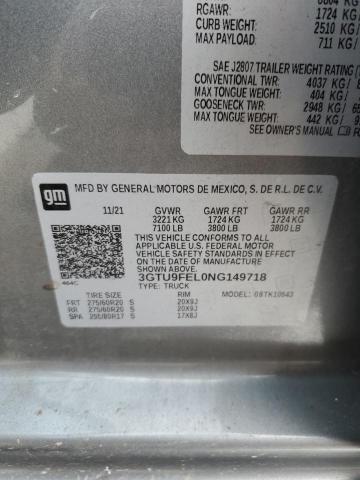 RGAWR:
1724 KG /
CURB WEIGHT:
2510 KG /
MAX PAYLOAD:
711 KG /
SAE J2807 TRAILER WEIGHT RATING
CONVENTIONAL TWR:
4037 KG /
MAX TONGUE WEIGHT:
404 KG /
GOOSENECK TWR:
2948 KG /
MAX TONGUE WEIGHT:
442 KG /
SEE OWNER'S MANUAL
gm
MFD BY GENERAL MOTORS DE MEXICO, S. DE R.L. DE C.V.
11/21 GVWR GAWR FRT GAWR RR
3221 KG 1724 KG 1724 KG
7100 LB 3800 LB 3800 LB
THIS VEHICLE CONFORMS TO ALL APPLICABLE
U.S. FEDERAL MOTOR VEHICLE SAFETY
STANDARDS IN EFFECT ON THE DATE OF
MANUFACTURE SHOWN ABOVE.
3GTU9FEL0NG149718
TYPE: TRUCK
TIRE SIZE RIM
FRT 275/60R20 S 20X9J
RR 275/60R20 S 20X9J
SPA 17X8J